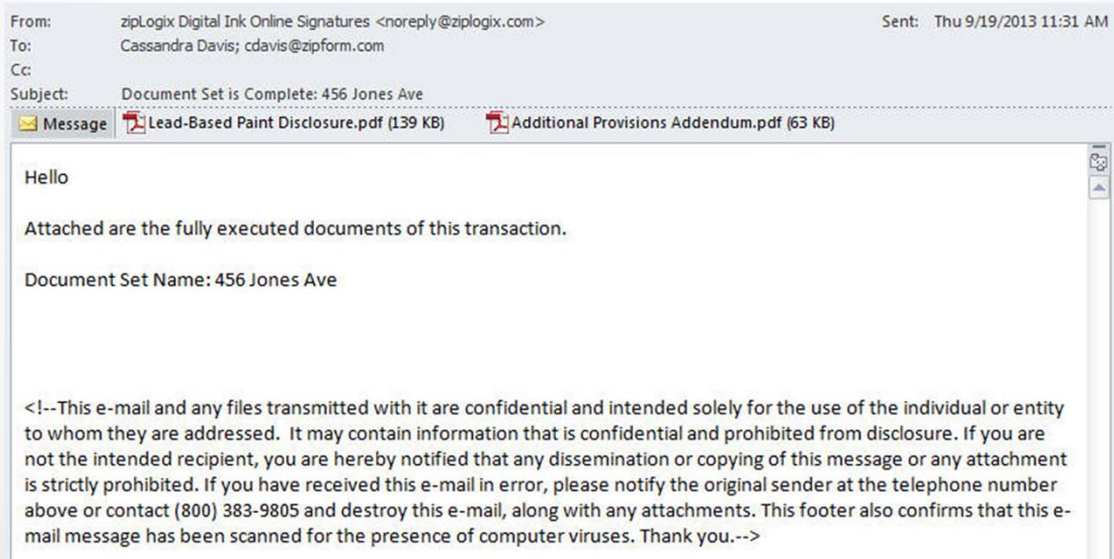 From: zipLogix Digital Ink Online Signatures <noreply@ziplogix.com> Sent: Thu 9/19/2013 11:31 AM
To: Cassandra Davis; cdavis@zipform.com
Cc:
Subject: Document Set is Complete: 456 Jones Ave
Message Lead-Based Paint Disclosure.pdf (139 KB) Additional Provisions Addendum.pdf (63 KB)
Hello
Attached are the fully executed documents of this transaction.
Document Set Name: 456 Jones Ave
<!--This e-mail and any files transmitted with it are confidential and intended solely for the use of the individual or entity
to whom they are addressed.  It may contain information that is confidential and prohibited from disclosure. If you are
not the intended recipient, you are hereby notified that any dissemination or copying of this message or any attachment
is strictly prohibited. If you have received this e-mail in error, please notify the original sender at the telephone number
above or contact (800) 383-9805 and destroy this e-mail, along with any attachments. This footer also confirms that this e-
mail message has been scanned for the presence of computer viruses. Thank you.-->